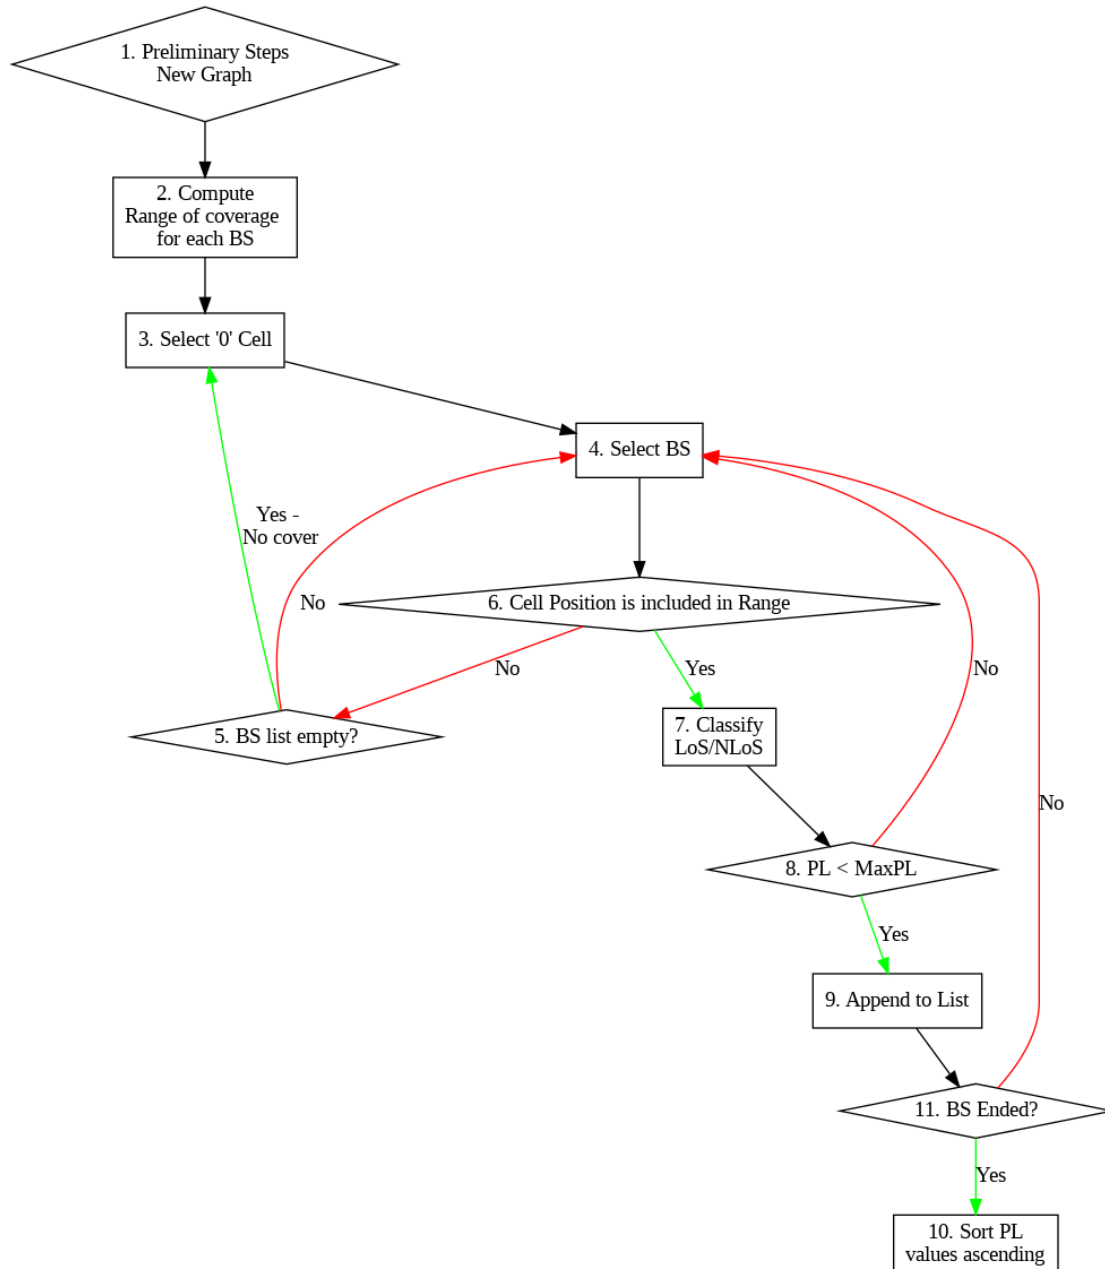 1. Preliminary Steps
New Graph
2. Compute
Range of coverage
for each BS
3. Select '0' Cell
4. Select BS
Yes -
No cover
No
6. Cell Position is included in Range
No
Yes
No
5. BS list empty?
7. Classify
LoS/NLoS
No
8. PL < MaxPL
Yes
9. Append to List
11. BS Ended?
Yes
10. Sort PL
values ascending